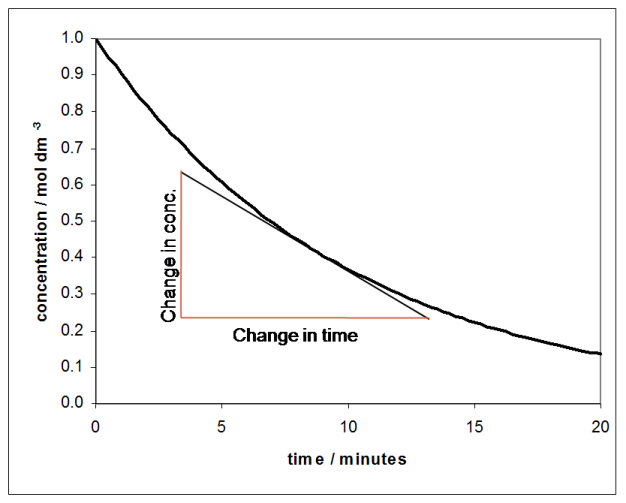 concentration / mol dm -3
1.0
0.9
0.8
0.7
0.6
0.5
0.4
0.3
0.2
0.1
0.0
Change in conc.
Change in time
0 5 10 15 20
time / minutes